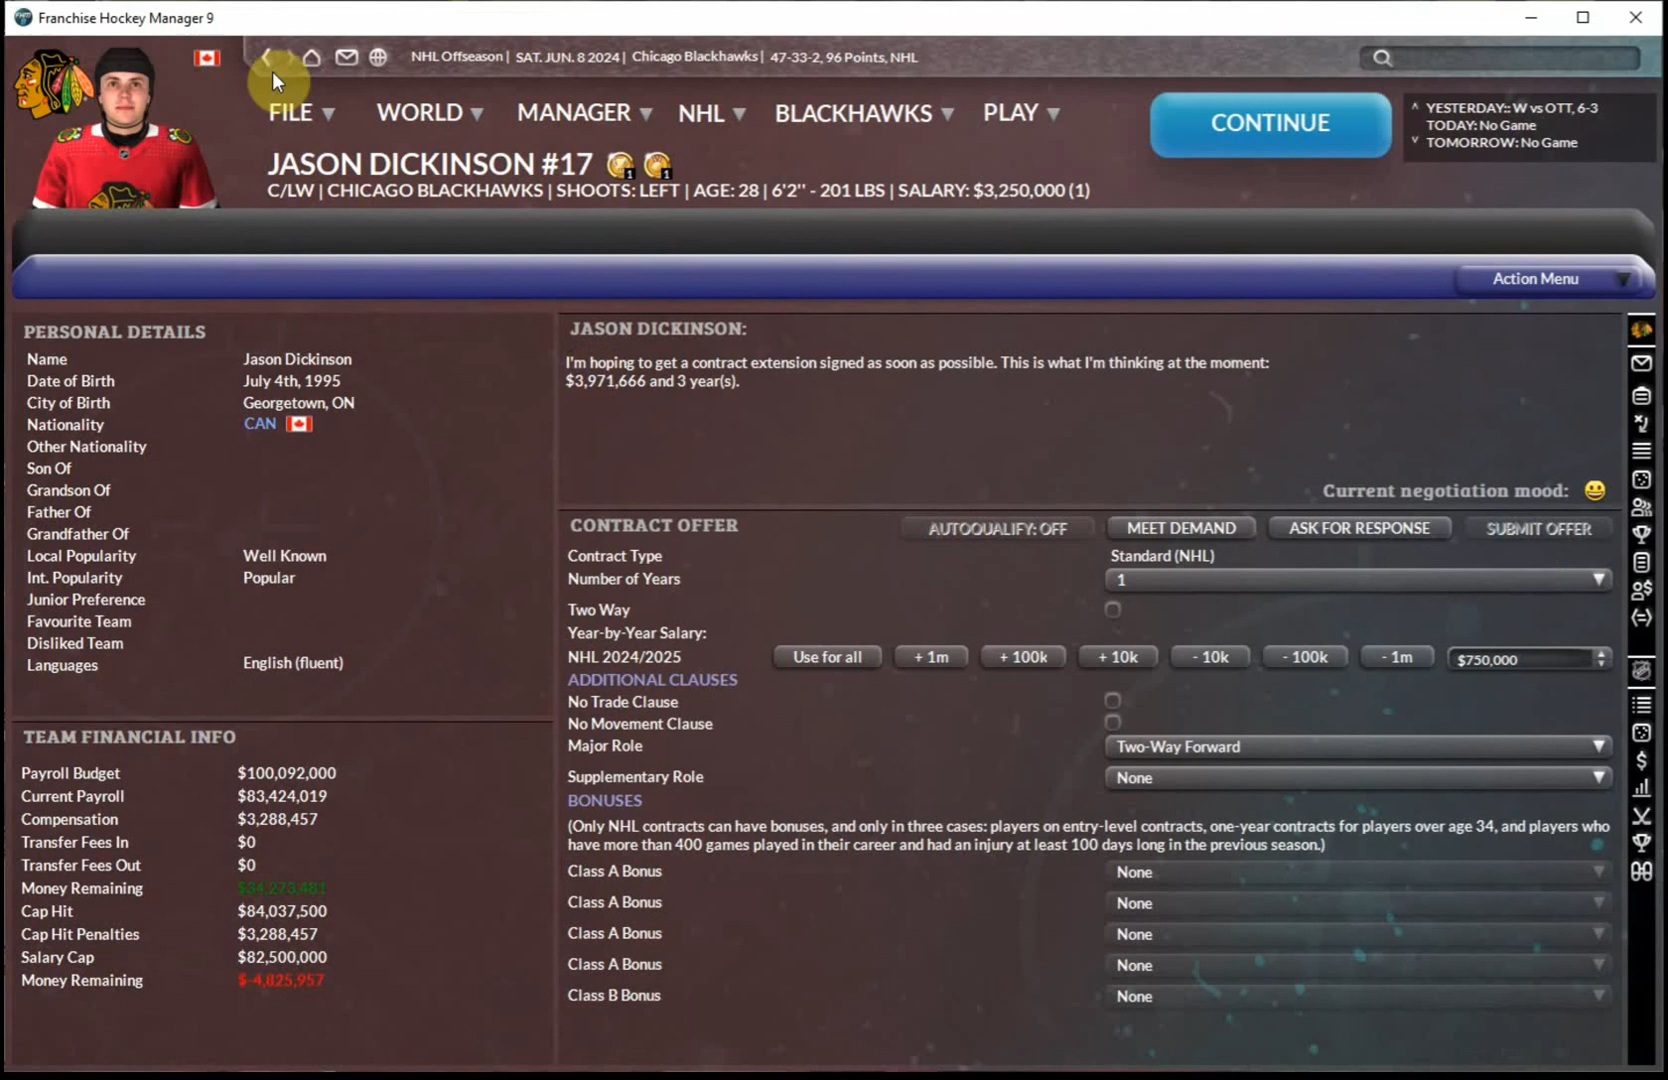 Franchise Hockey Manager 9
NHL Offseason | SAT. JUN. 8 2024 | Chicago Blackhawks | 47-33-2, 96 Points, NHL
FILE WORLD MANAGER NHL BLACKHAWKS PLAY
CONTINUE
YESTERDAY:: W vs OTT, 6-3
TODAY: No Game
TOMORROW: No Game
JASON DICKINSON #17 1 1
C/LW | CHICAGO BLACKHAWKS | SHOOTS: LEFT | AGE: 28 | 6'2'' - 201 LBS | SALARY: $3,250,000 (1)
Action Menu
PERSONAL DETAILS
Name Jason Dickinson
Date of Birth July 4th, 1995
City of Birth Georgetown, ON
Nationality CAN
Other Nationality
Son Of
Grandson Of
Father Of
Grandfather Of
Local Popularity Well Known
Int. Popularity Popular
Junior Preference
Favourite Team
Disliked Team
Languages English (fluent)
TEAM FINANCIAL INFO
Payroll Budget $100,092,000
Current Payroll $83,424,019
Compensation $3,288,457
Transfer Fees In $0
Transfer Fees Out $0
Money Remaining $34,273,481
Cap Hit $84,037,500
Cap Hit Penalties $3,288,457
Salary Cap $82,500,000
Money Remaining $-4,825,957
JASON DICKINSON:
I'm hoping to get a contract extension signed as soon as possible. This is what I'm thinking at the moment:
$3,971,666 and 3 year(s).
Current negotiation mood:
CONTRACT OFFER AUTOQUALIFY: OFF MEET DEMAND ASK FOR RESPONSE SUBMIT OFFER
Contract Type Standard (NHL)
Number of Years 1
Two Way
Year-by-Year Salary:
NHL 2024/2025 Use for all + 1m + 100k + 10k - 10k - 100k - 1m $750,000
ADDITIONAL CLAUSES
No Trade Clause
No Movement Clause
Major Role Two-Way Forward
Supplementary Role None
BONUSES
(Only NHL contracts can have bonuses, and only in three cases: players on entry-level contracts, one-year contracts for players over age 34, and players who
have more than 400 games played in their career and had an injury at least 100 days long in the previous season.)
Class A Bonus None
Class A Bonus None
Class A Bonus None
Class A Bonus None
Class B Bonus None